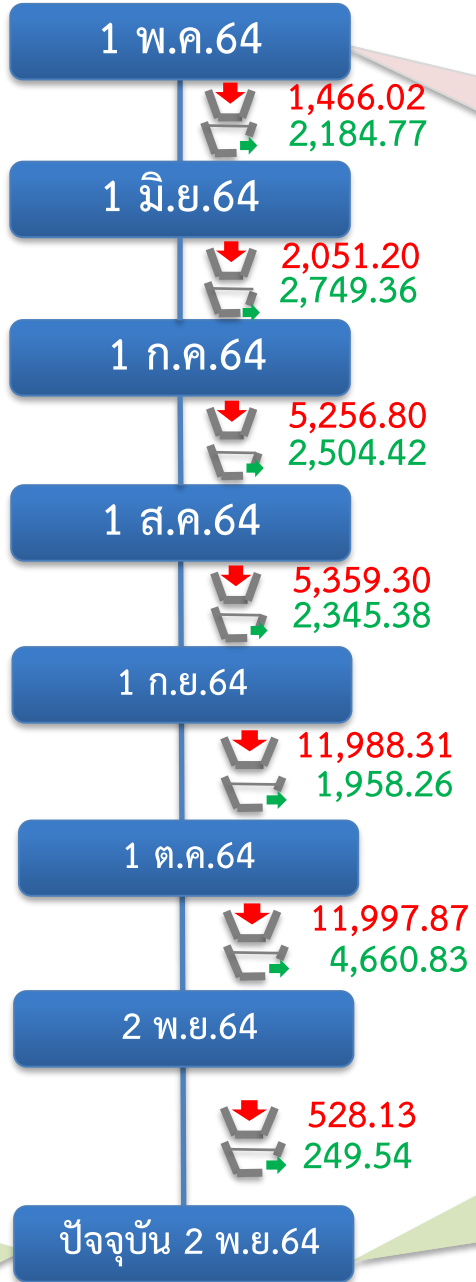 1 พ.ค.64
1,466.02
2,184.77
1 มิ.ย.64
2,051.20
2,749.36
1 ก.ค.64
5,256.80
2,504.42
1 ส.ค.64
5,359.30
2,345.38
1 ก.ย.64
11,988.31
1,958.26
1 ต.ค.64
11,997.87
4,660.83
2 พ.ย.64
528.13
249.54
ปัจจุบัน 2 พ.ย.64